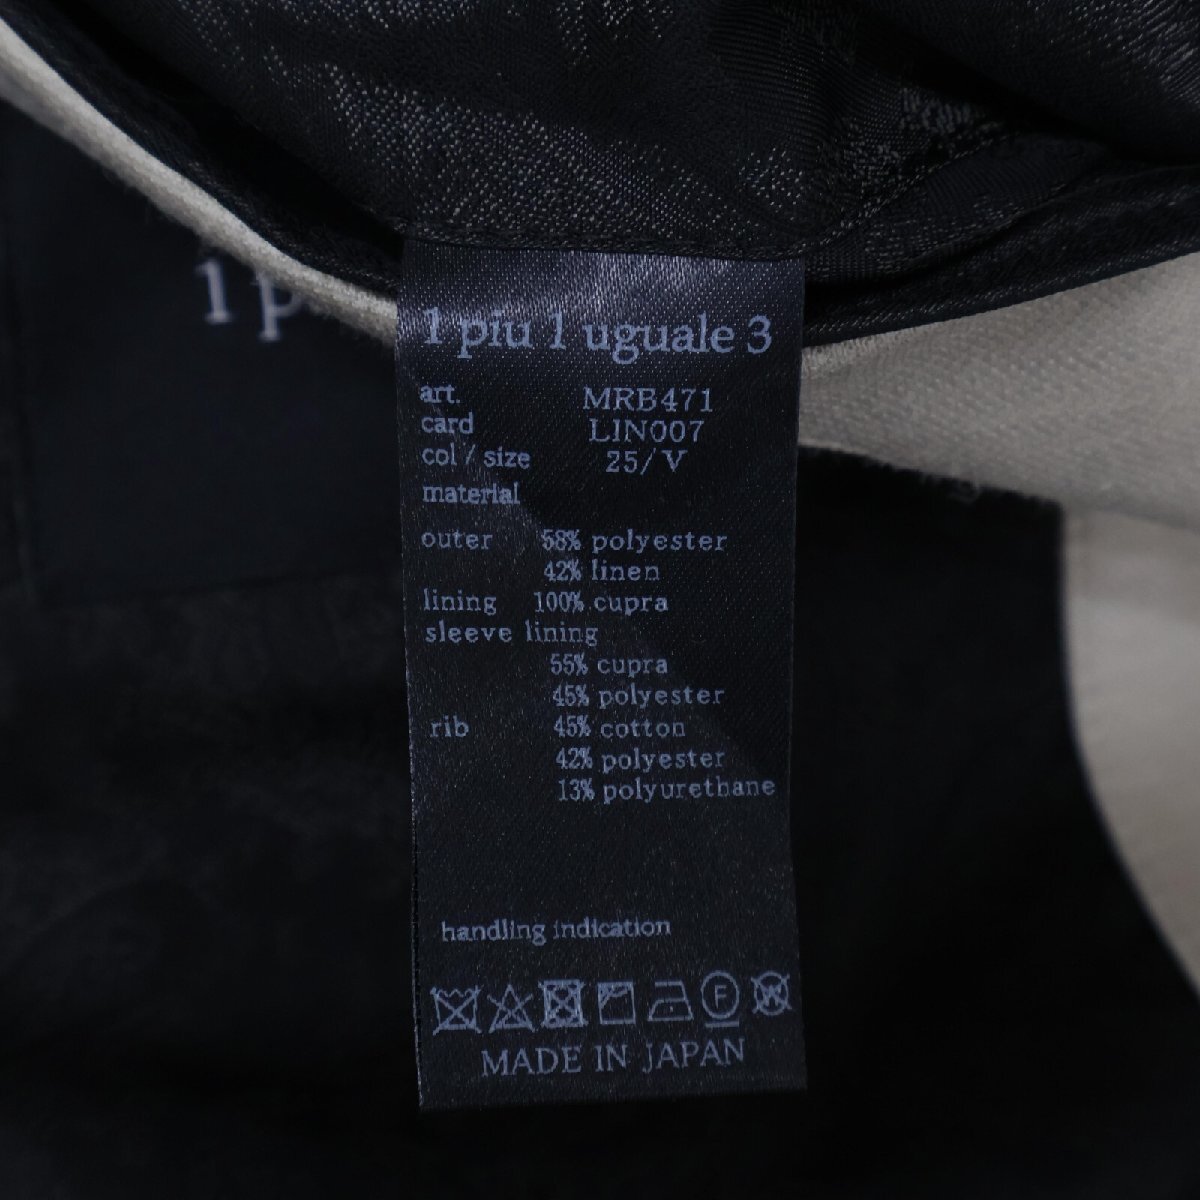 1 p
1 piu 1 uguale 3
art. MRB471
card LIN007
col / size 25/V
material
outer 58% polyester
42% linen
lining 100% cupra
sleeve lining
55% cupra
45% polyester
rib 45% cotton
42% polyester
13% polyurethane
handling indication
F W
MADE IN JAPAN